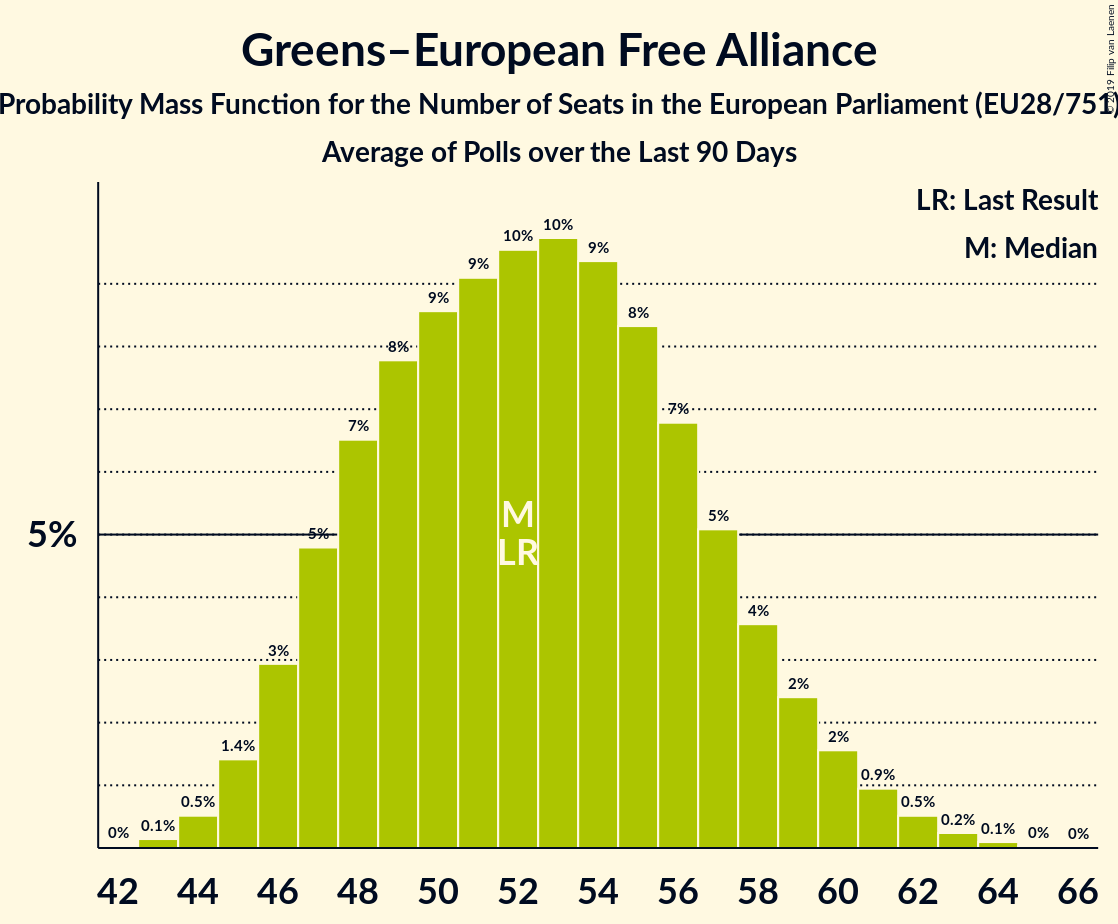 Greens–European Free Alliance
Probability Mass Function for the Number of Seats in the European Parliament (EU28/751)
Average of Polls over the Last 90 Days
© 2019 Filip van Laenen
LR: Last Result
M: Median
5%
0%
0.1%
0.5%
1.4%
3%
5%
7%
8%
9%
9%
10%
10%
9%
8%
7%
5%
4%
2%
2%
0.9%
0.5%
0.2%
0.1%
0%
0%
M
LR
42 44 46 48 50 52 54 56 58 60 62 64 66